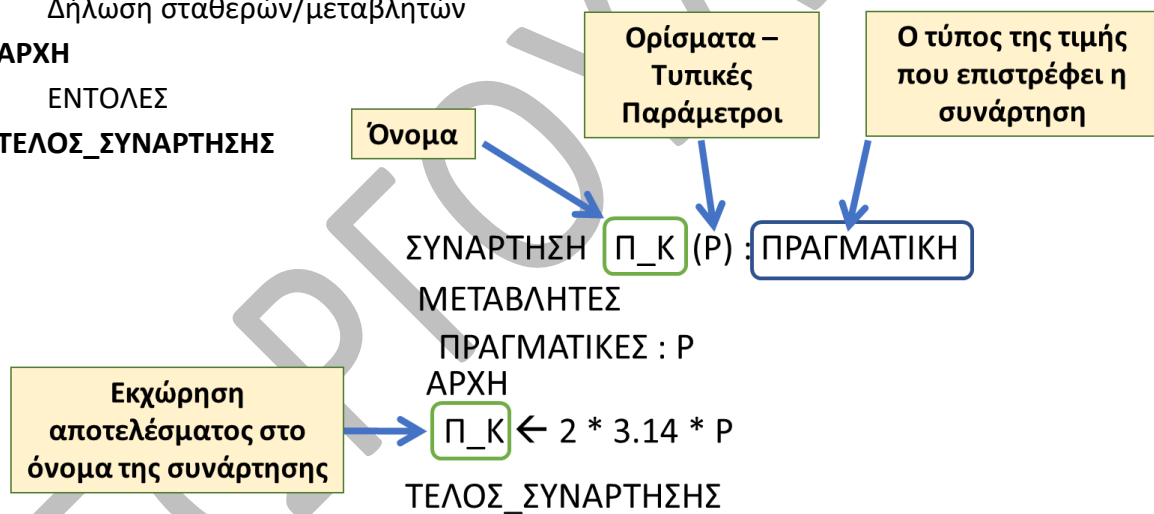 Δήλωση σταθερών/μεταβλητών
ΑΡΧΗ
ΕΝΤΟΛΕΣ
ΤΕΛΟΣ_ΣΥΝΑΡΤΗΣΗΣ
Όνομα
Ορίσματα –
Τυπικές
Παράμετροι
Ο τύπος της τιμής
που επιστρέφει η
συνάρτηση
ΣΥΝΑΡΤΗΣΗ Π_Κ (Ρ) : ΠΡΑΓΜΑΤΙΚΗ
ΜΕΤΑΒΛΗΤΕΣ
ΠΡΑΓΜΑΤΙΚΕΣ : Ρ
ΑΡΧΗ
Π_Κ ← 2 * 3.14 * Ρ
ΤΕΛΟΣ_ΣΥΝΑΡΤΗΣΗΣ
Εκχώρηση
αποτελέσματος στο
όνομα της συνάρτησης